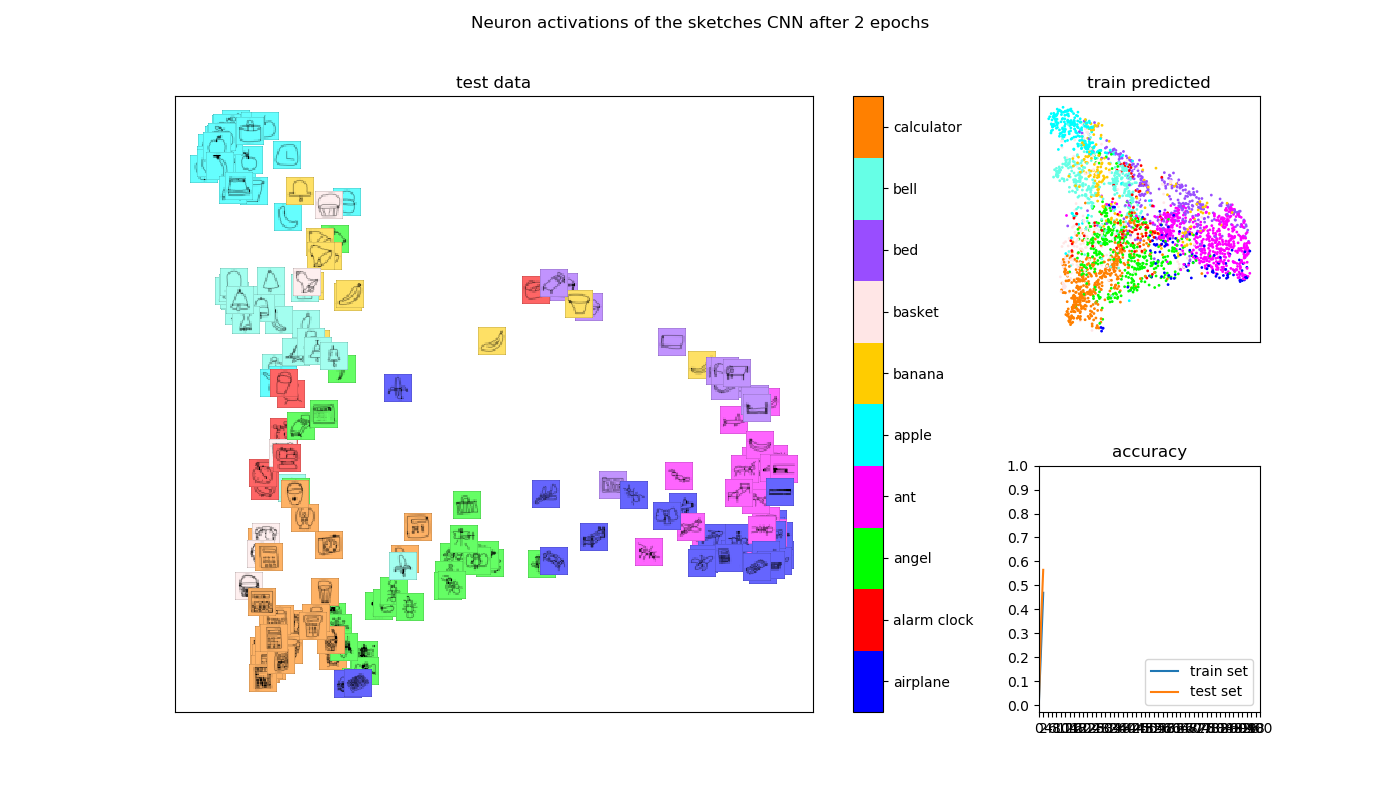 Neuron activations of the sketches CNN after 2 epochs
test data
calculator
bell
bed
basket
banana
apple
ant
angel
alarm clock
airplane
train predicted
accuracy
1.0
0.9
0.8
0.7
0.6
0.5
0.4
0.3
0.2
0.1
0.0
train set
test set